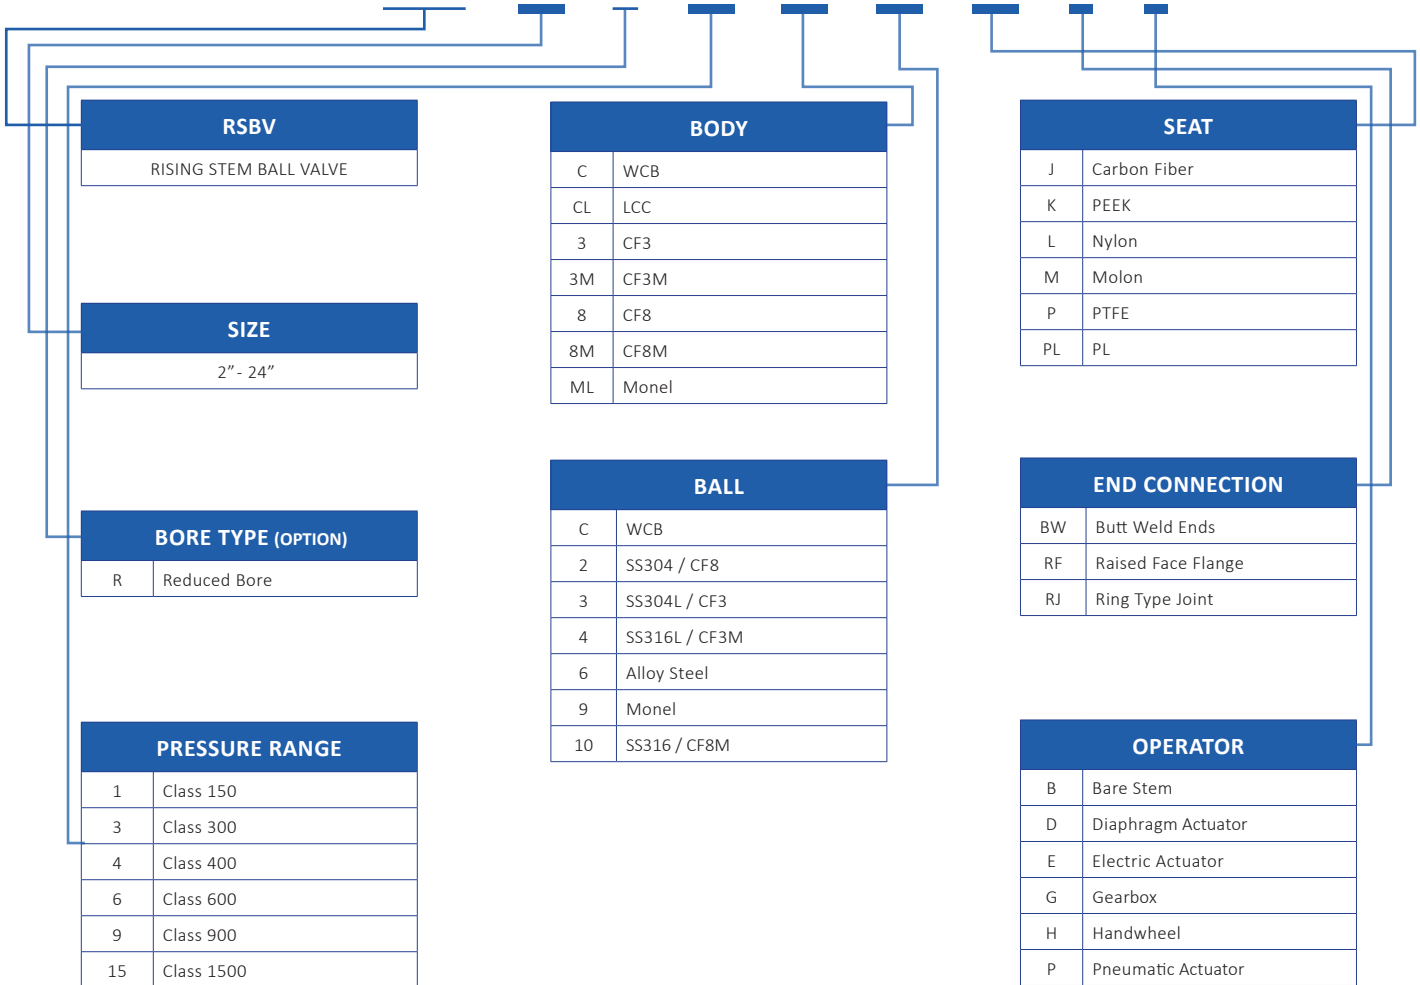 RSBV
RISING STEM BALL VALVE
SIZE
2”- 24”
BORE TYPE (OPTION)
R Reduced Bore
PRESSURE RANGE
1 Class 150
3 Class 300
4 Class 400
6 Class 600
9 Class 900
15 Class 1500
BODY
C WCB
CL LCC
3 CF3
3M CF3M
8 CF8
8M CF8M
ML Monel
BALL
C WCB
2 SS304 / CF8
3 SS304L / CF3
4 SS316L / CF3M
6 Alloy Steel
9 Monel
10 SS316 / CF8M
SEAT
J Carbon Fiber
K PEEK
L Nylon
M Molon
P PTFE
PL PL
END CONNECTION
BW Butt Weld Ends
RF Raised Face Flange
RJ Ring Type Joint
OPERATOR
B Bare Stem
D Diaphragm Actuator
E Electric Actuator
G Gearbox
H Handwheel
P Pneumatic Actuator